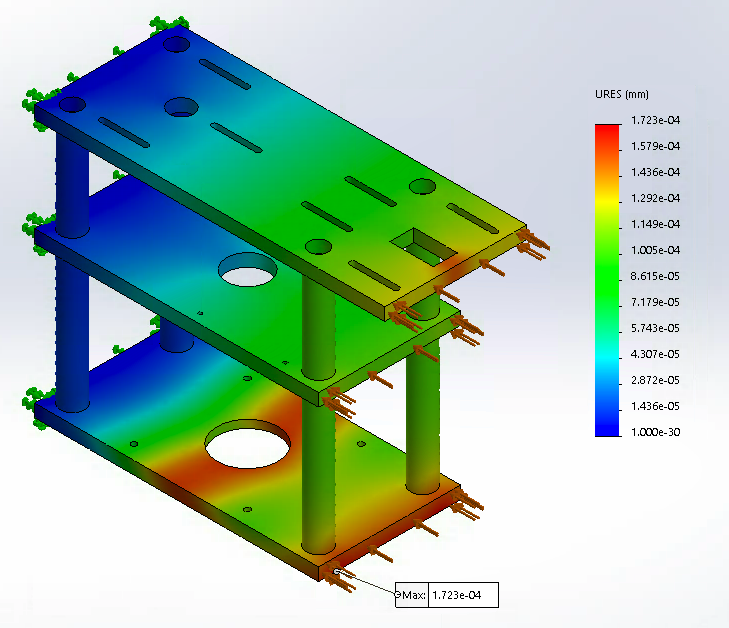 URES (mm)
1.723e-04
1.579e-04
1.436e-04
1.292e-04
1.149e-04
1.005e-04
8.615e-05
7.179e-05
5.743e-05
4.307e-05
2.872e-05
1.436e-05
1.000e-30
Max: 1.723e-04